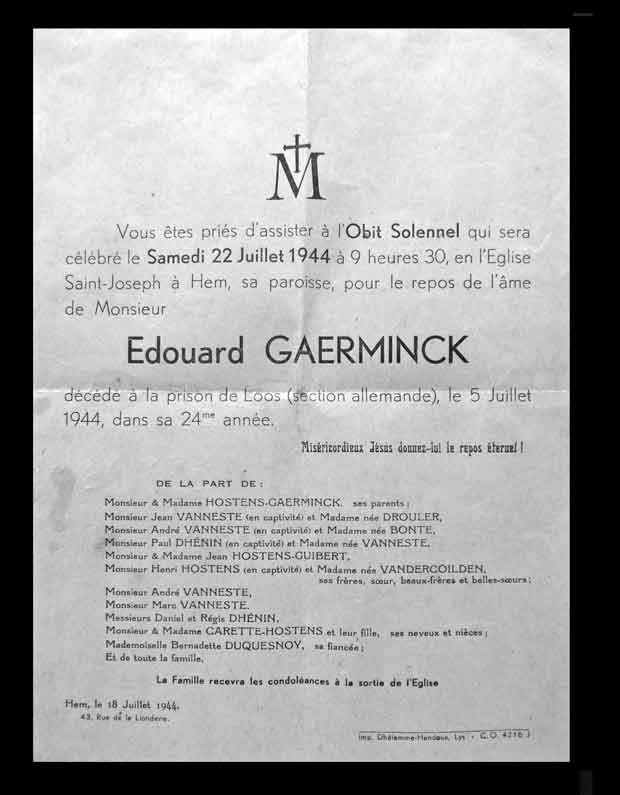 M
Vous êtes priés d'assister à l'Obit Solennel qui sera
célébré le Samedi 22 Juillet 1944 à 9 heures 30, en l'Eglise
Saint-Joseph à Hem, sa paroisse, pour le repos de l'âme
de Monsieur
Edouard GAERMINCK
décédé à la prison de Loos (section allemande), le 5 Juillet
1944, dans sa 24me année.
Miséricordieux Jésus donnez-lui le repos éternel !
DE LA PART DE :
Monsieur & Madame HOSTENS-GAERMINCK, ses parents ;
Monsieur Jean VANNESTE (en captivité) et Madame née DROULER,
Monsieur André VANNESTE (en captivité) et Madame née BONTE,
Monsieur Paul DHÉNIN (en captivité) et Madame née VANNESTE,
Monsieur & Madame Jean HOSTENS-GUIBERT,
Monsieur Henri HOSTENS (en captivité) et Madame née VANDERGOILDEN,
ses frères, sœur, beaux-frères et belles-sœurs ;
Monsieur André VANNESTE,
Monsieur Marc VANNESTE,
Messieurs Daniel et Régis DHÉNIN,
Monsieur & Madame CARETTE-HOSTENS et leur fille, ses neveux et nièces ;
Mademoiselle Bernadette DUQUESNOY, sa fiancée ;
Et de toute la famille,
La Famille recevra les condoléances à la sortie de l'Eglise
Hem, le 18 Juillet 1944.
43, Rue de la Lionderie.
Imp. Lys - C.O. 4216